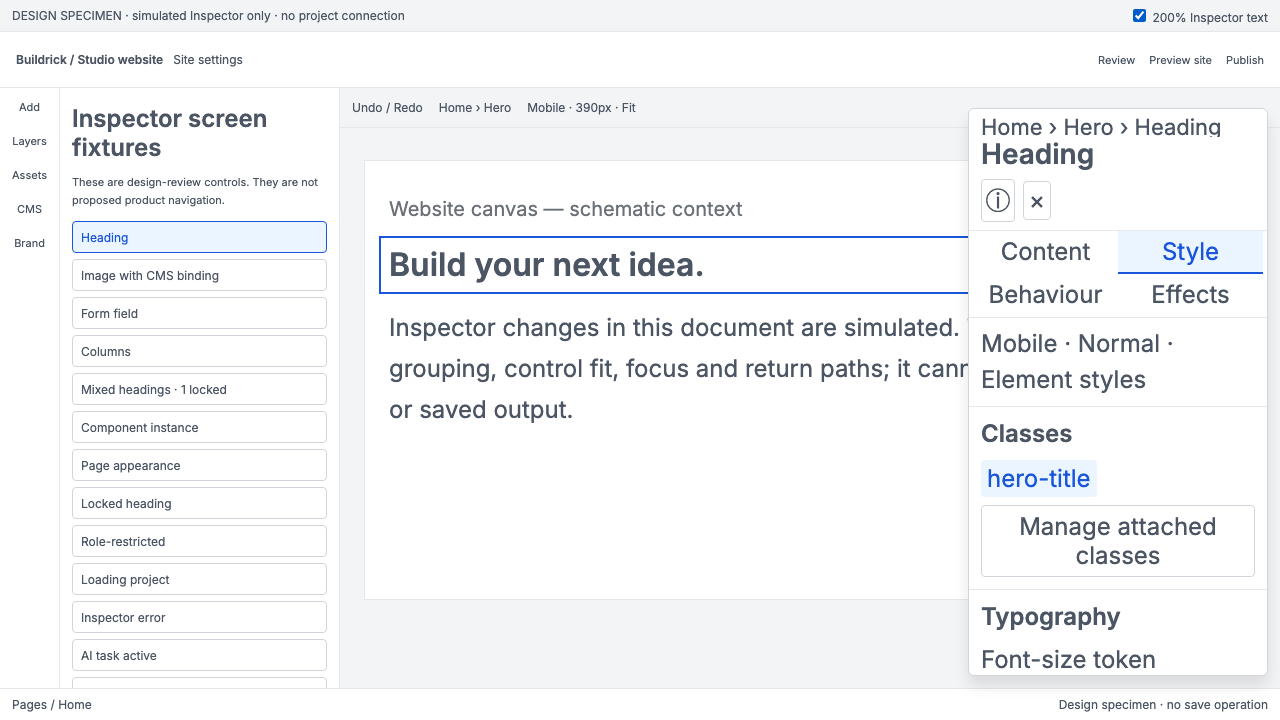 DESIGN SPECIMEN · simulated Inspector only · no project connection
200% Inspector text
Buildrick / Studio website Site settings
Review Preview site Publish
Add
Layers
Assets
CMS
Brand
Inspector screen
fixtures
These are design-review controls. They are not
proposed product navigation.
Heading
Image with CMS binding
Form field
Columns
Mixed headings · 1 locked
Component instance
Page appearance
Locked heading
Role-restricted
Loading project
Inspector error
AI task active
Undo / Redo Home › Hero Mobile · 390px · Fit
Website canvas — schematic context
Build your next idea.
Inspector changes in this document are simulated.
grouping, control fit, focus and return paths; it cann
or saved output.
Home › Hero › Heading
Heading
ⓘ ×
Content Style
Behaviour Effects
Mobile · Normal ·
Element styles
Classes
hero-title
Manage attached
classes
Typography
Font-size token
Pages / Home
Design specimen · no save operation